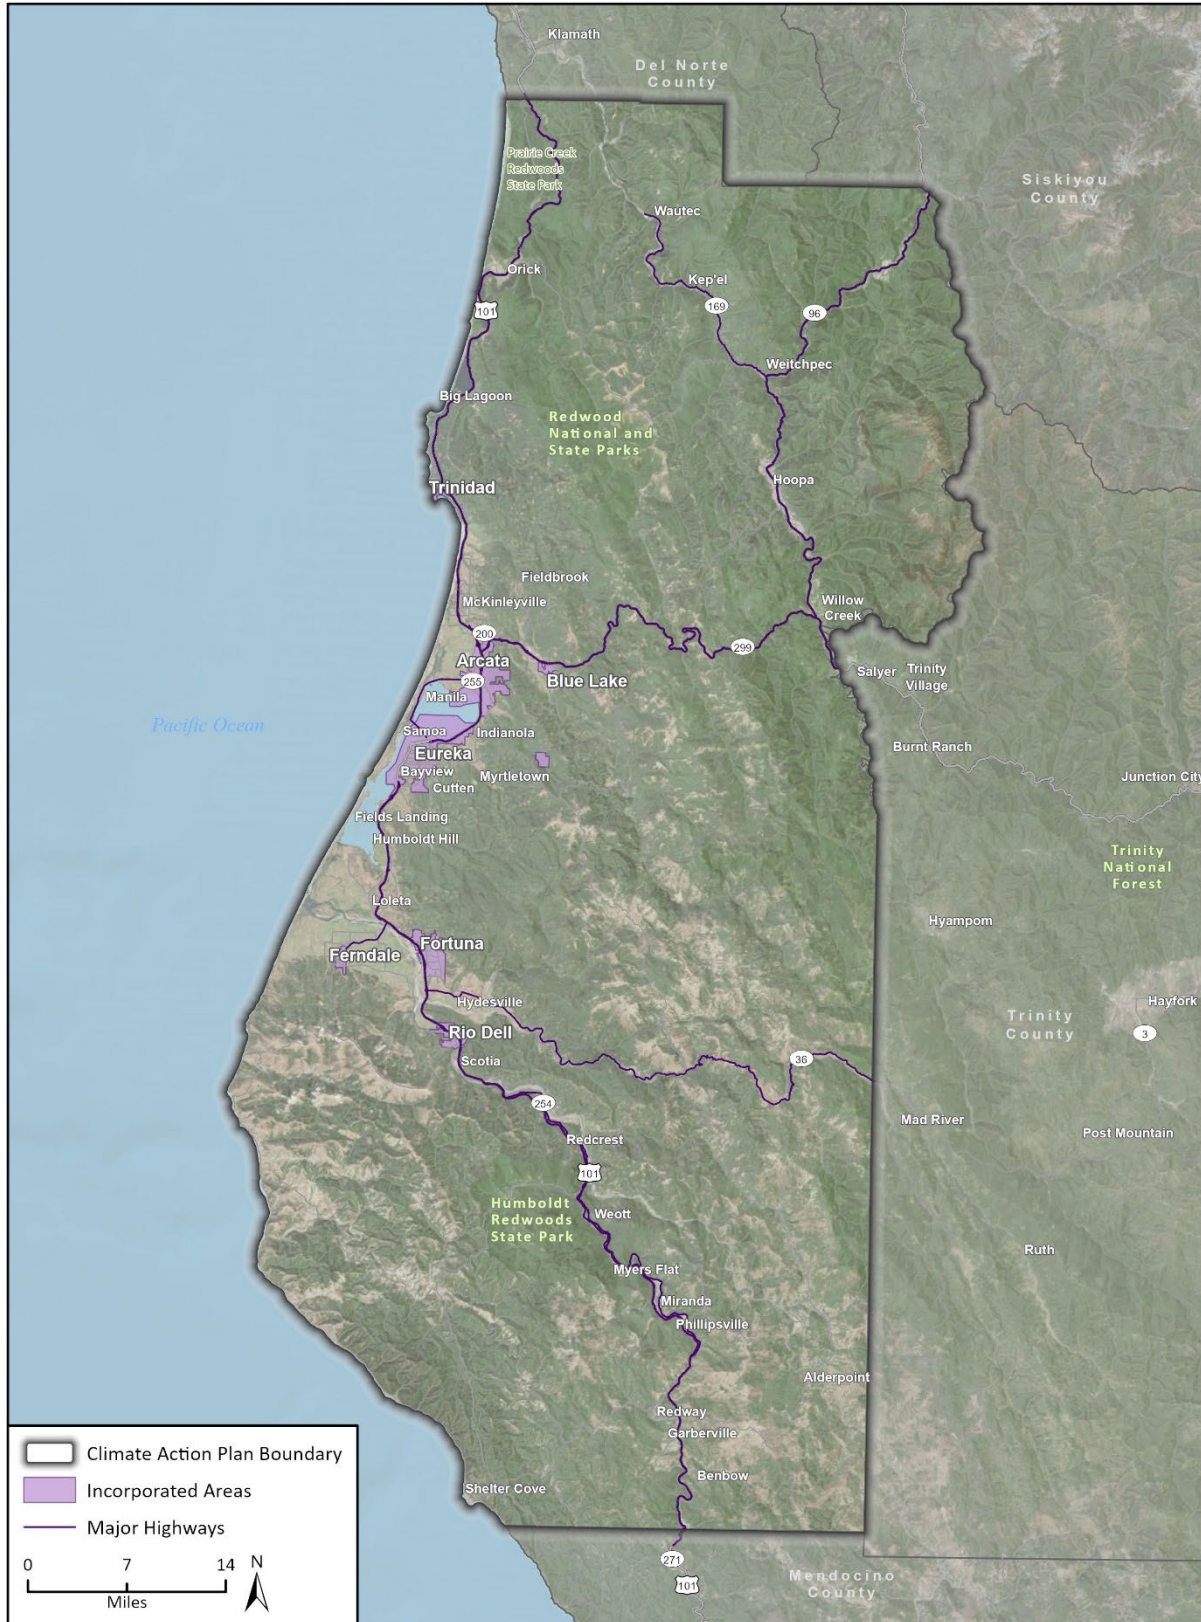 Klamath
Del Norte
County
Prairie Creek
Redwoods
State Park
Siskiyou
County
Wautec
Orick
Kep'el
101
169
96
Weitchpec
Big Lagoon
Redwood
National and
State Parks
Hoopa
Trinidad
Fieldbrook
McKinleyville
Willow
Creek
200
299
Arcata
Blue Lake
255
Salyer
Trinity
Village
Manila
Pacific Ocean
Samoa
Indianola
Eureka
Burnt Ranch
Bayview
Myrtletown
Cutten
Junction City
Fields Landing
Humboldt Hill
Trinity
National
Forest
Loleta
Hyampom
Fortuna
Ferndale
Hydesville
Hayfork
Trinity
County
Rio Dell
3
Scotia
36
254
Mad River
Redcrest
Post Mountain
101
Humboldt
Redwoods
State Park
Weott
Ruth
Myers Flat
Miranda
Phillipsville
Alderpoint
Redway
Garberville
Benbow
Shelter Cove
271
101
Mendocino
County
Climate Action Plan Boundary
Incorporated Areas
Major Highways
0 7 14
Miles
N